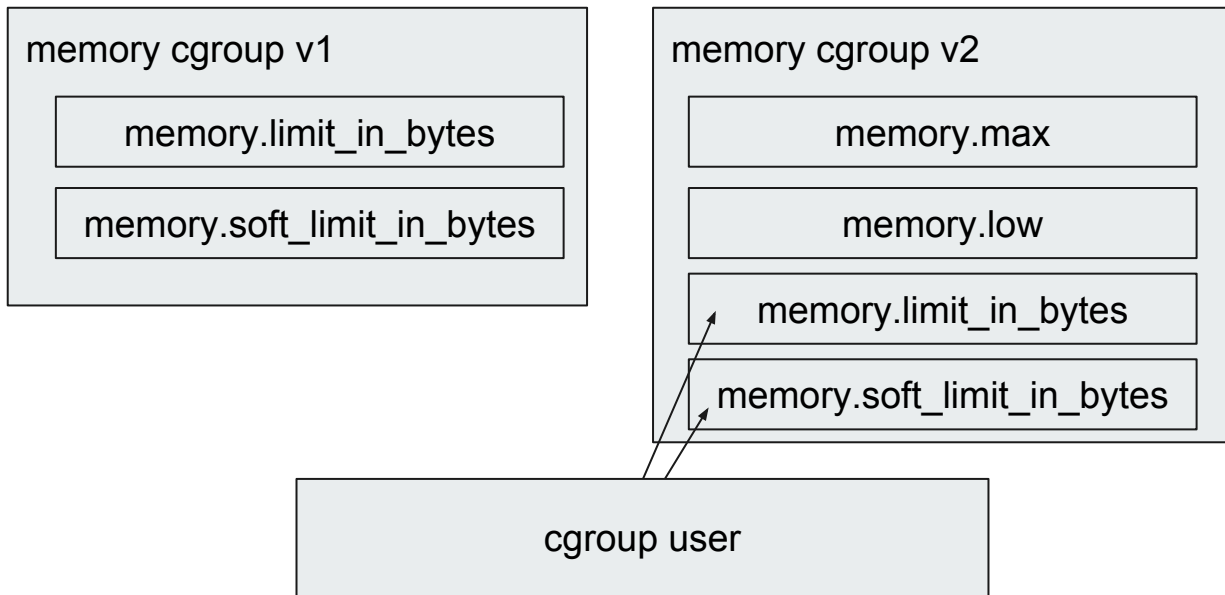 memory cgroup v1
memory.limit_in_bytes
memory.soft_limit_in_bytes
memory cgroup v2
memory.max
memory.low
memory.limit_in_bytes
memory.soft_limit_in_bytes
cgroup user